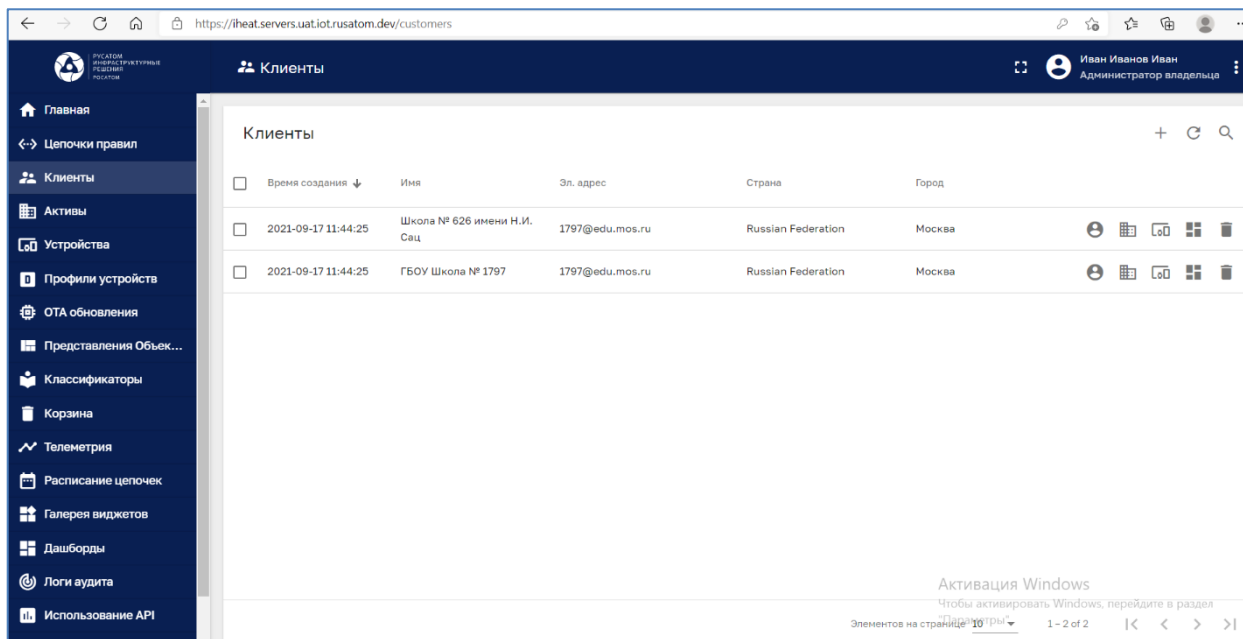 https://iheat.servers.uat.iot.rusatom.dev/customers
РУСАТОМ
ИНФРАСТРУКТУРНЫЕ
РЕШЕНИЯ
РОСАТОМ
Клиенты
Иван Иванов Иван
Администратор владельца
Главная
Цепочки правил
Клиенты
Активы
Устройства
Профили устройств
ОТА обновления
Представления Объек...
Классификаторы
Корзина
Телеметрия
Расписание цепочек
Галерея виджетов
Дашборды
Логи аудита
Использование API
Клиенты
Время создания Имя Эл. адрес Страна Город
2021-09-17 11:44:25 Школа № 626 имени Н.И. Сац 1797@edu.mos.ru Russian Federation Москва
2021-09-17 11:44:25 ГБОУ Школа № 1797 1797@edu.mos.ru Russian Federation Москва
Активация Windows
Чтобы активировать Windows, перейдите в раздел
"Параметры".
Элементов на странице 10 1 – 2 of 2